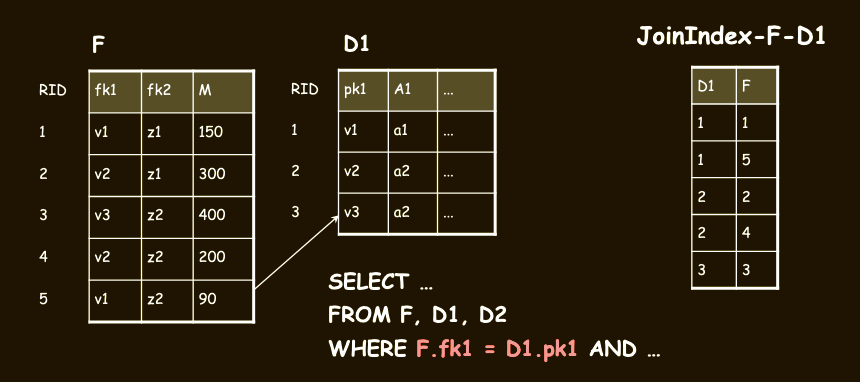 F
D1
JoinIndex-F-D1
RID fk1 fk2 M
1 v1 z1 150
2 v2 z1 300
3 v3 z2 400
4 v2 z2 200
5 v1 z2 90
RID pk1 A1 ...
1 v1 a1 ...
2 v2 a2 ...
3 v3 a2 ...
D1 F
1 1
1 5
2 2
2 4
3 3
SELECT …
FROM F, D1, D2
WHERE F.fk1 = D1.pk1 AND …